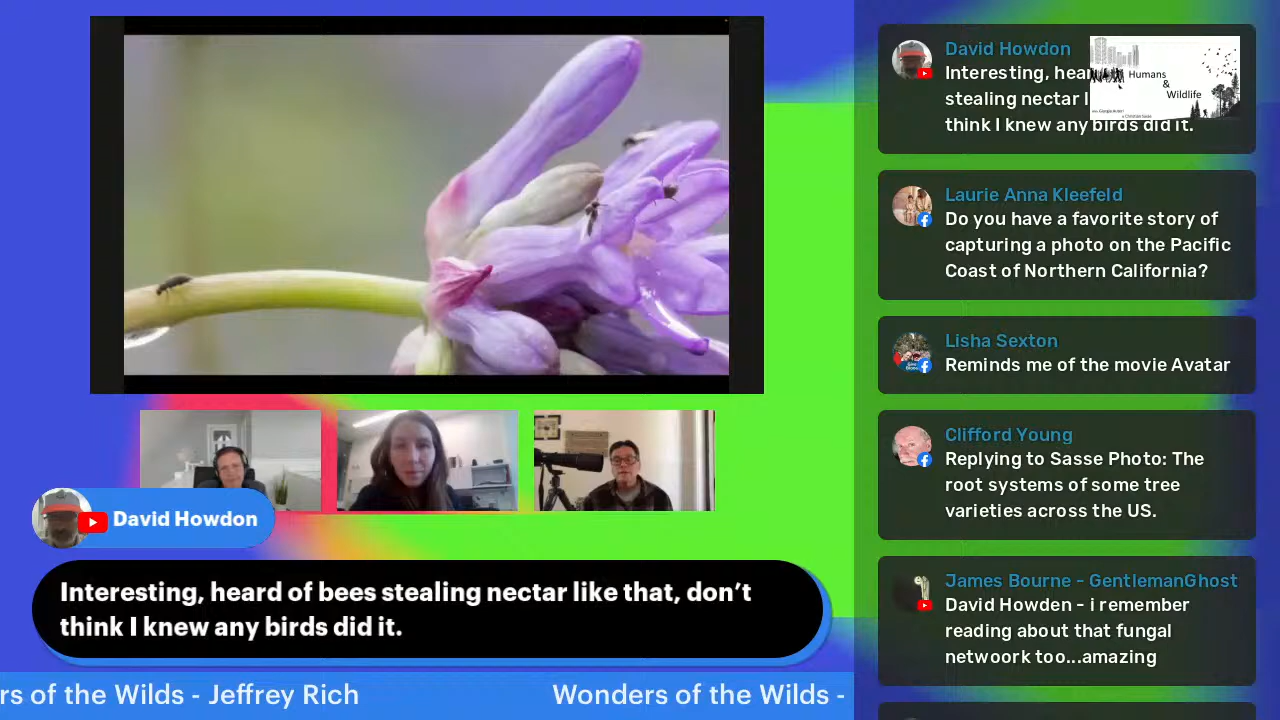 David Howdon
Interesting, heard of bees stealing nectar like that, don't
think I knew any birds did it.
rs of the Wilds - Jeffrey Rich
Wonders of the Wilds -
David Howdon
Interesting, hear
stealing nectar l
think I knew any birds did it.
Humans
&
Wildlife
Laurie Anna Kleefeld
Do you have a favorite story of
capturing a photo on the Pacific
Coast of Northern California?
Lisha Sexton
Reminds me of the movie Avatar
Clifford Young
Replying to Sasse Photo: The
root systems of some tree
varieties across the US.
James Bourne - GentlemanGhost
David Howden - i remember
reading about that fungal
netwoork too...amazing